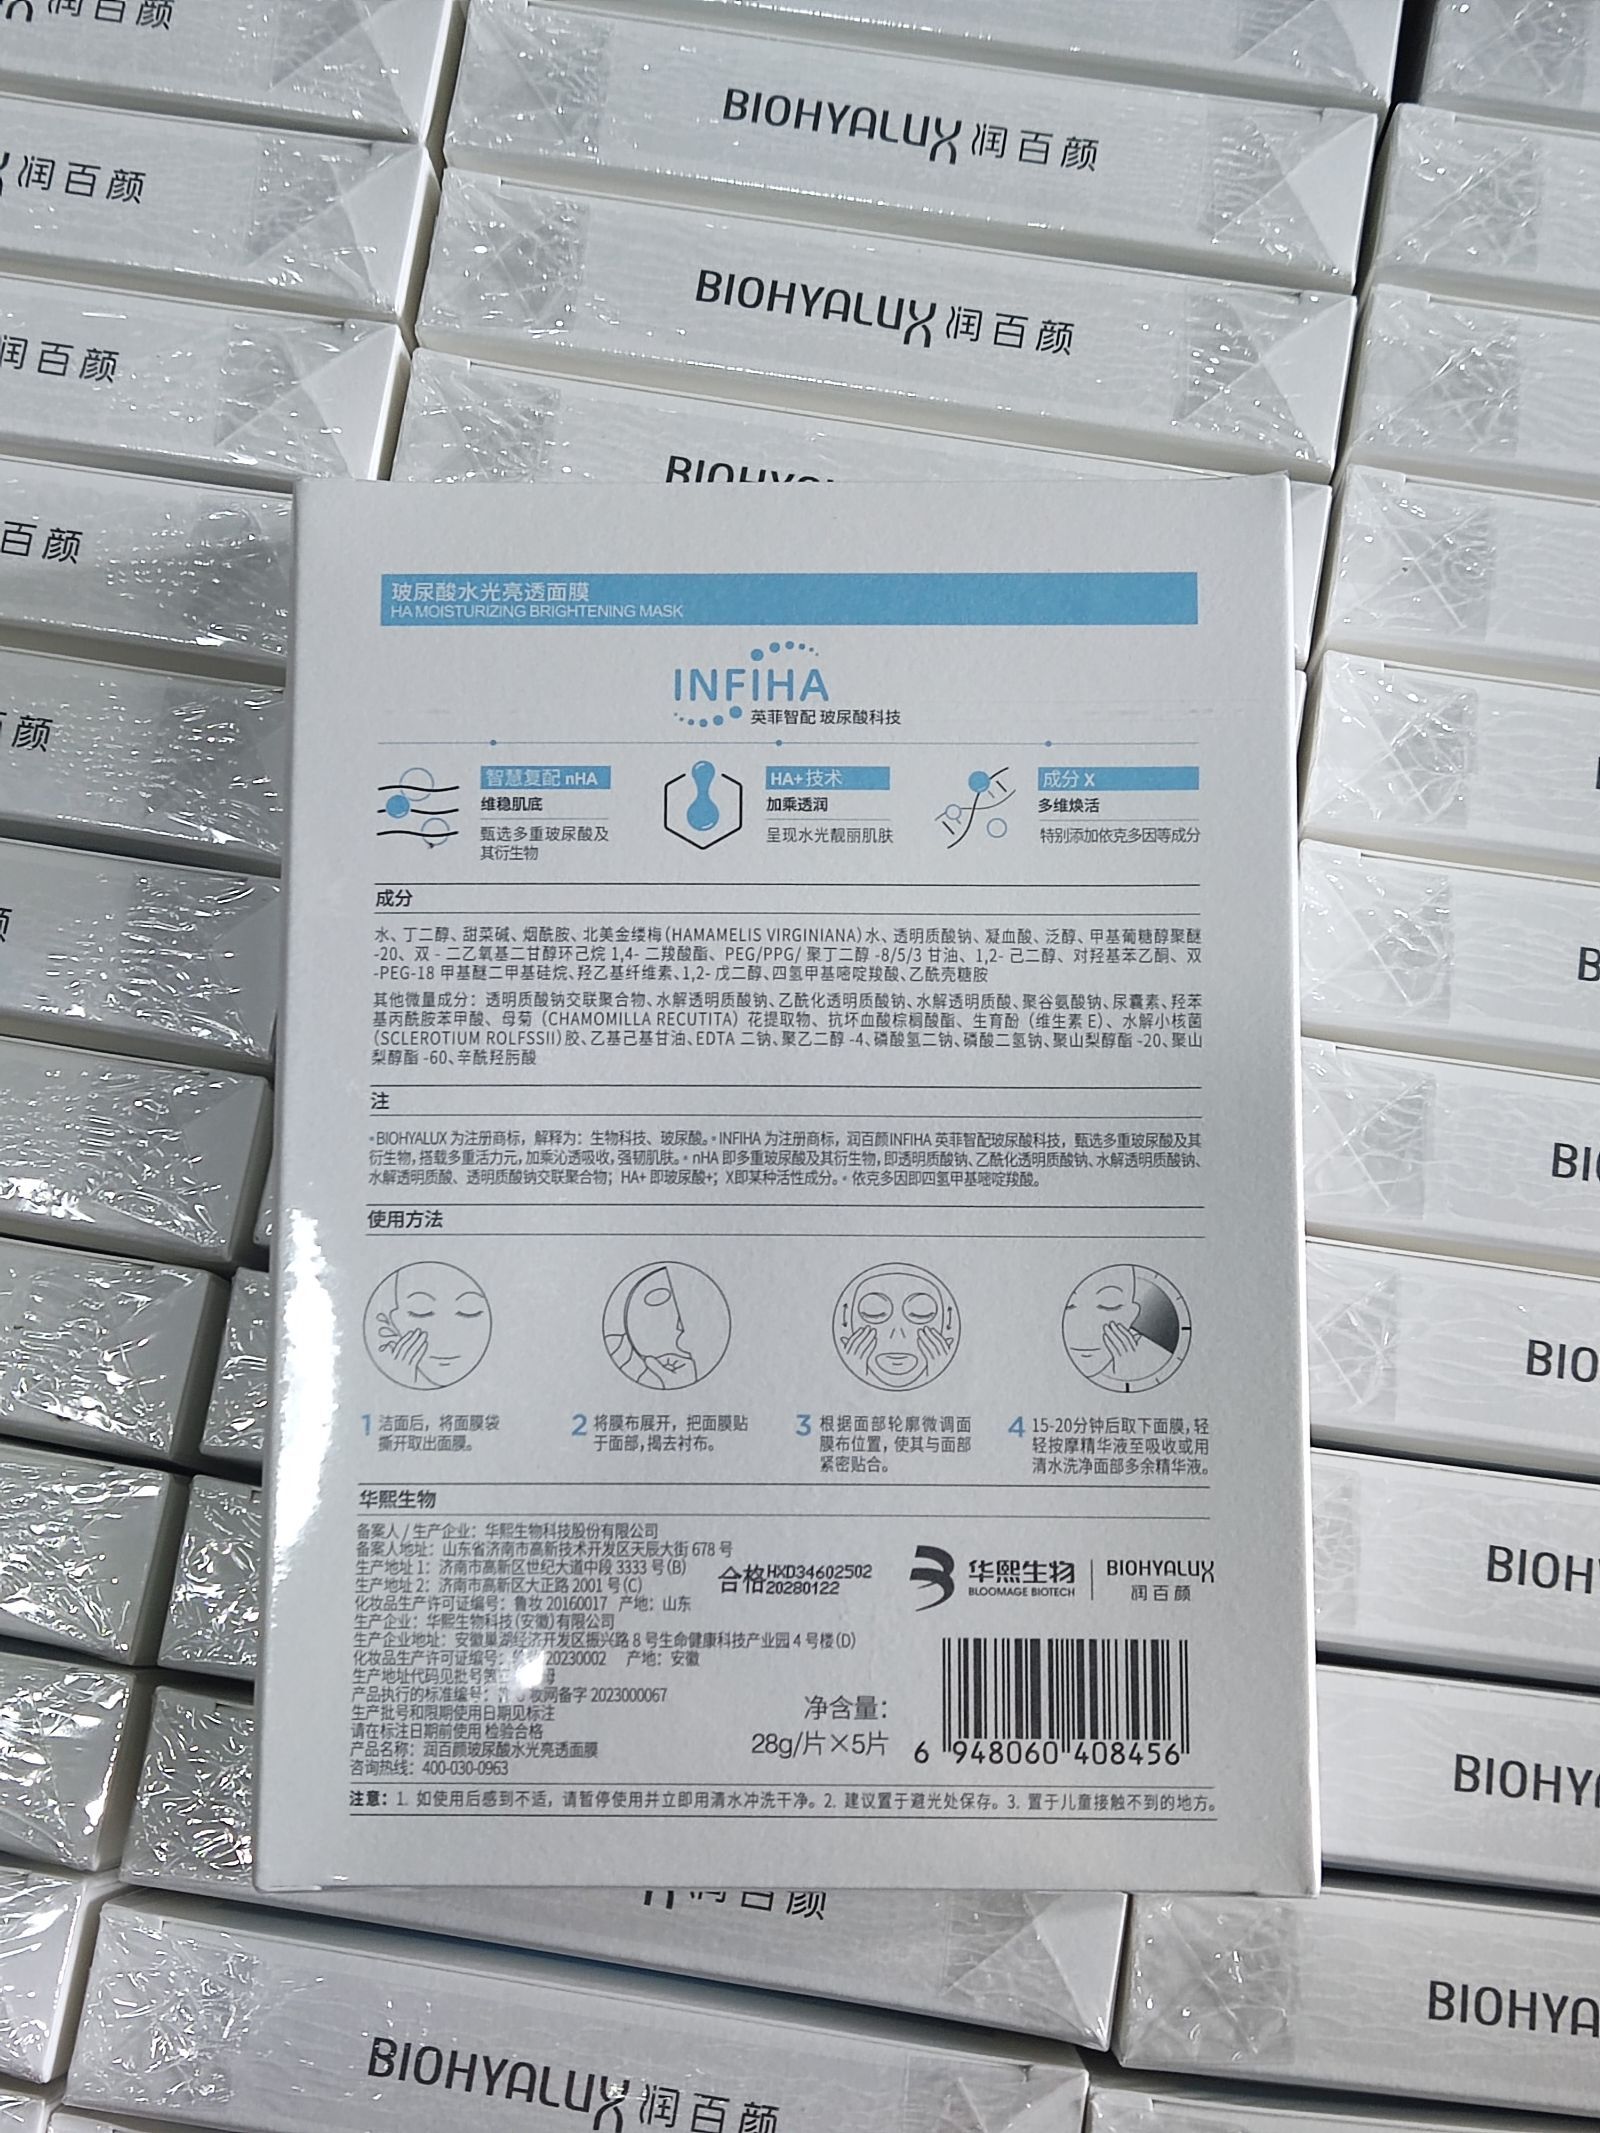 润百颜
BIOHYALUX 润百颜
润百颜
BIOHYALUX 润百颜
润百颜
百颜
颜
玻尿酸水光亮透面膜
HA MOISTURIZING BRIGHTENING MASK
INFIHA
英菲智配 玻尿酸科技
智慧复配 nHA
维稳肌底
甄选多重玻尿酸及
其衍生物
HA+技术
加乘透润
呈现水光靓丽肌肤
成分 X
多维焕活
特别添加依克多因等成分
成分
水、丁二醇、甜菜碱、烟酰胺、北美金缕梅(HAMAMELIS VIRGINIANA)水、透明质酸钠、凝血酸、泛醇、甲基葡糖醇聚醚
-20、双 - 二乙氧基二甘醇环己烷 1,4- 二羧酸酯、PEG/PPG/ 聚丁二醇 -8/5/3 甘油、1,2- 己二醇、对羟基苯乙酮、双
-PEG-18 甲基醚二甲基硅烷、羟乙基纤维素、1,2- 戊二醇、四氢甲基嘧啶羧酸、乙酰壳糖胺
其他微量成分：透明质酸钠交联聚合物、水解透明质酸钠、乙酰化透明质酸钠、水解透明质酸、聚谷氨酸钠、尿囊素、羟苯
基丙酰胺苯甲酸、母菊（CHAMOMILLA RECUTITA）花提取物、抗坏血酸棕榈酸酯、生育酚（维生素 E）、水解小核菌
(SCLEROTIUM ROLFSSII)胶、乙基己基甘油、EDTA 二钠、聚乙二醇 -4、磷酸氢二钠、磷酸二氢钠、聚山梨醇酯 -20、聚山
梨醇酯 -60、辛酰羟肟酸
注
• BIOHYALUX 为注册商标，解释为：生物科技、玻尿酸。• INFIHA 为注册商标，润百颜INFIHA 英菲智配玻尿酸科技，甄选多重玻尿酸及其
衍生物，搭载多重活力元，加乘沁透吸收，强韧肌肤。• nHA 即多重玻尿酸及其衍生物，即透明质酸钠、乙酰化透明质酸钠、水解透明质酸钠、
水解透明质酸、透明质酸钠交联聚合物；HA+ 即玻尿酸+；X即某种活性成分。• 依克多因即四氢甲基嘧啶羧酸。
使用方法
1 洁面后，将面膜袋
撕开取出面膜。
2 将膜布展开，把面膜贴
于面部，揭去衬布。
3 根据面部轮廓微调面
膜布位置，使其与面部
紧密贴合。
4 15-20分钟后取下面膜，轻
轻按摩精华液至吸收或用
清水洗净面部多余精华液。
华熙生物
备案人 / 生产企业：华熙生物科技股份有限公司
备案人地址：山东省济南市高新技术开发区天辰大街 678 号
生产地址 1：济南市高新区世纪大道中段 3333 号(B)
生产地址 2：济南市高新区大正路 2001 号(C)
化妆品生产许可证编号：鲁妆 20160017 产地：山东
生产企业：华熙生物科技(安徽)有限公司
生产企业地址：安徽巢湖经济开发区振兴路 8 号生命健康科技产业园 4 号楼(D)
化妆品生产许可证编号：20230002 产地：安徽
生产地址代码见批号
产品执行的标准编号：妆网备字 2023000067
生产批号和限期使用日期见标注
请在标注日期前使用 检验合格
产品名称：润百颜玻尿酸水光亮透面膜
咨询热线：400-030-0963
合格 HXD34602502
20280122
华熙生物
BLOOMAGE BIOTECH
BIOHYALUX
润百颜
净含量：
28g/片×5片
6 948060 408456
注意：1. 如使用后感到不适，请暂停使用并立即用清水冲洗干净。2. 建议置于避光处保存。3. 置于儿童接触不到的地方。
BIOHYALUX 润百颜